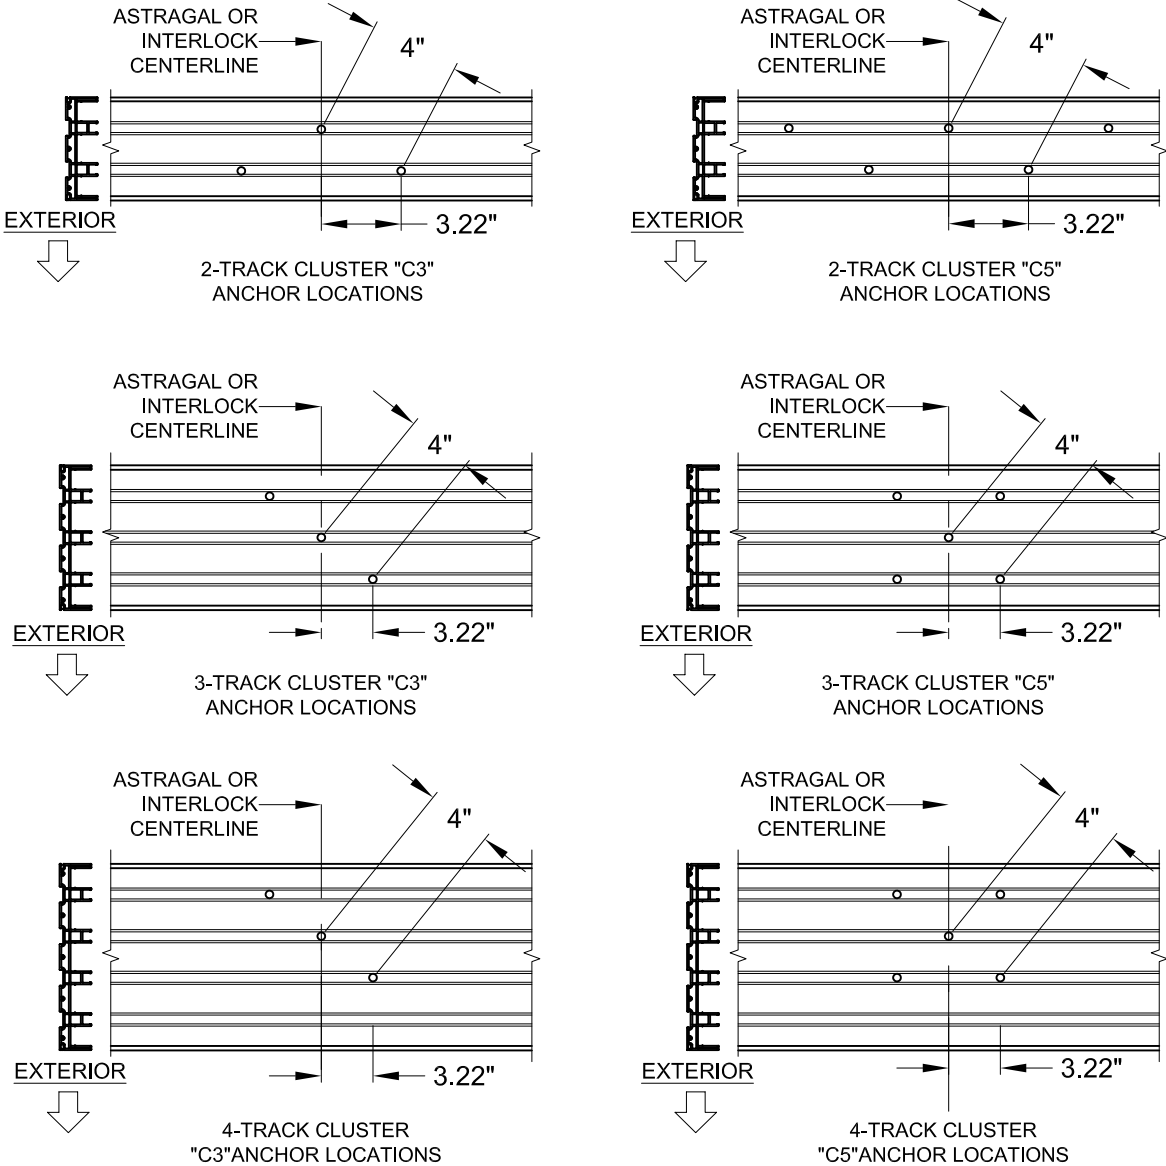 ASTRAGAL OR
INTERLOCK
CENTERLINE
4"
EXTERIOR
3.22"
2-TRACK CLUSTER "C3"
ANCHOR LOCATIONS
ASTRAGAL OR
INTERLOCK
CENTERLINE
4"
EXTERIOR
3.22"
2-TRACK CLUSTER "C5"
ANCHOR LOCATIONS
ASTRAGAL OR
INTERLOCK
CENTERLINE
4"
EXTERIOR
3.22"
3-TRACK CLUSTER "C3"
ANCHOR LOCATIONS
ASTRAGAL OR
INTERLOCK
CENTERLINE
4"
EXTERIOR
3.22"
3-TRACK CLUSTER "C5"
ANCHOR LOCATIONS
ASTRAGAL OR
INTERLOCK
CENTERLINE
4"
EXTERIOR
3.22"
4-TRACK CLUSTER
"C3"ANCHOR LOCATIONS
ASTRAGAL OR
INTERLOCK
CENTERLINE
4"
EXTERIOR
3.22"
4-TRACK CLUSTER
"C5"ANCHOR LOCATIONS